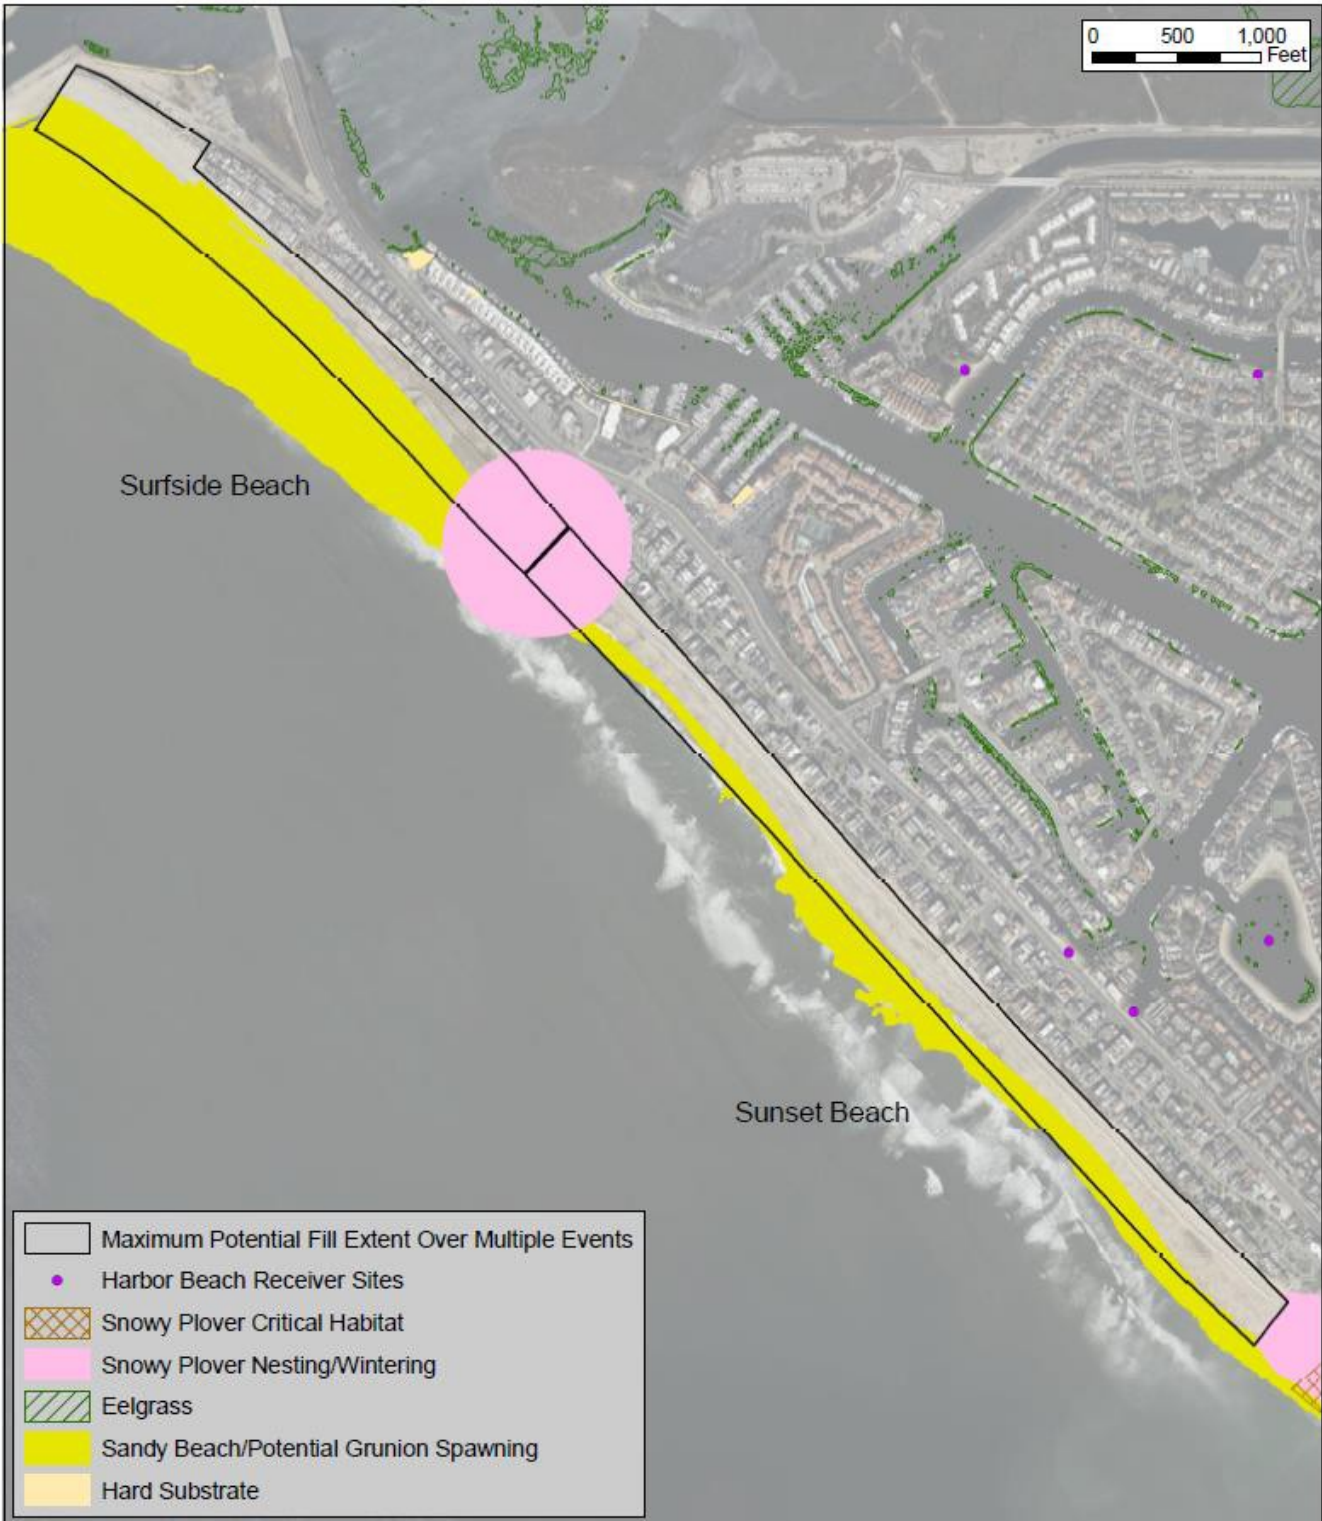 0 500 1,000
Feet
Surfside Beach
Sunset Beach
Maximum Potential Fill Extent Over Multiple Events
Harbor Beach Receiver Sites
Snowy Plover Critical Habitat
Snowy Plover Nesting/Wintering
Eelgrass
Sandy Beach/Potential Grunion Spawning
Hard Substrate